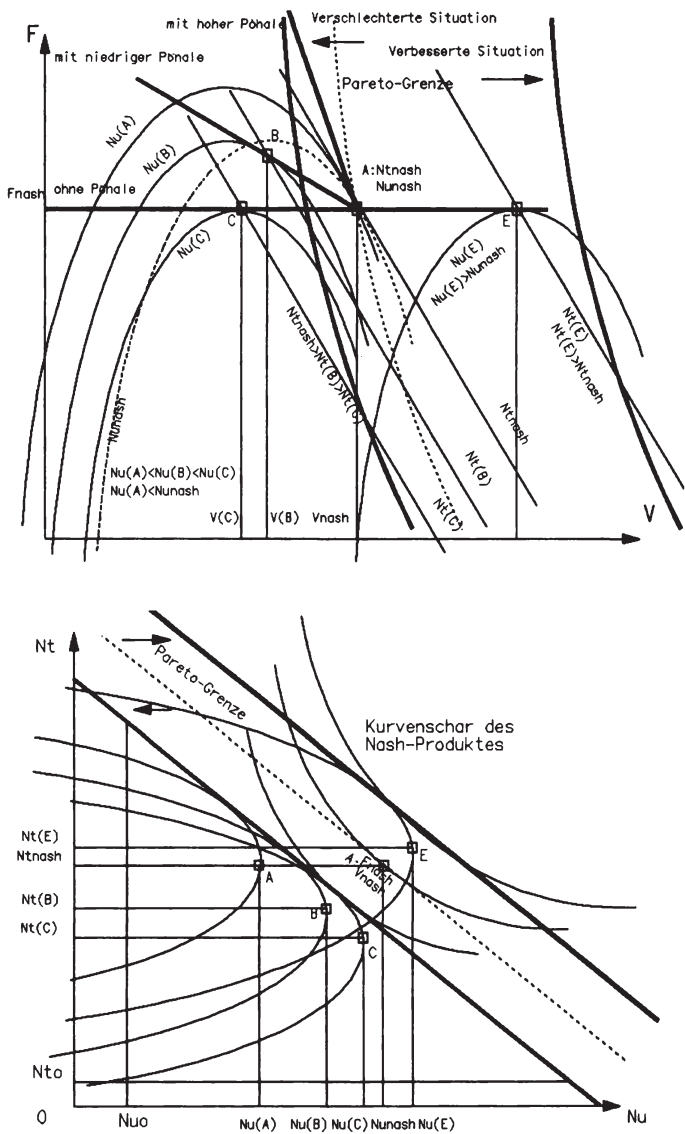 mit hoher Pönale
Verschlechterte Situation
F
mit niedriger Pönale
Verbesserte Situation
Pareto-Grenze
Nu(A)
Nu(B)
B
A:Ntnash
Nunash
Fnash
ohne Pönale
C
E
Nu(C)
Nu(E)
Nu(E)>Nunash
Nt(E)
Nt(E)>Ntnash
Ntnash>Nt(B)>Nt(C)
Nunash
Ntnash
Nt(B)
Nt(C)
Nu(A)<Nu(B)<Nu(C)
Nu(A)<Nunash
V(C)
V(B)
Vnash
V
Nt
Pareto-Grenze
Kurvenschar des
Nash-Produktes
Nt(E)
Ntnash
E
A-Fnash
Vnash
A
Nt(B)
B
Nt(C)
C
Nto
0
Nuo
Nu(A)
Nu(B)
Nu(C)
Nunash
Nu(E)
Nu